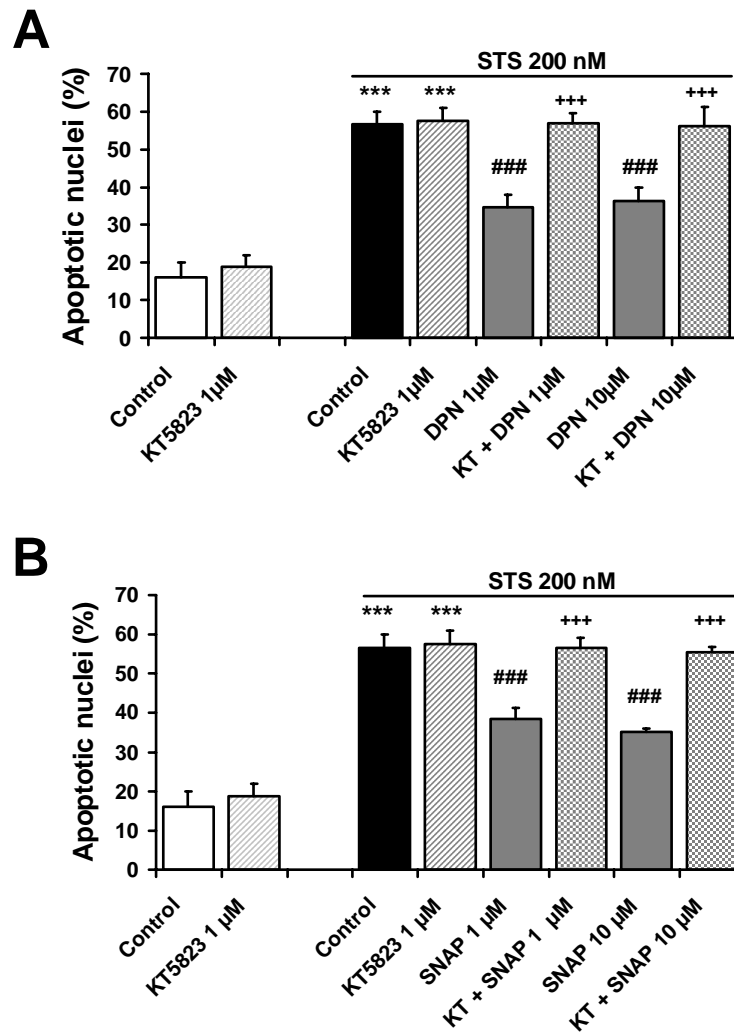 A
STS 200 nM
*** *** ### +++ ### +++
Apoptotic nuclei (%)
70
60
50
40
30
20
10
0
Control
KT5823 1μM
Control
KT5823 1μM
DPN 1μM
KT + DPN 1μM
DPN 10μM
KT + DPN 10μM
B
STS 200 nM
*** *** ### +++ ### +++
Apoptotic nuclei (%)
70
60
50
40
30
20
10
0
Control
KT5823 1 μM
Control
KT5823 1 μM
SNAP 1 μM
KT + SNAP 1 μM
SNAP 10 μM
KT + SNAP 10 μM